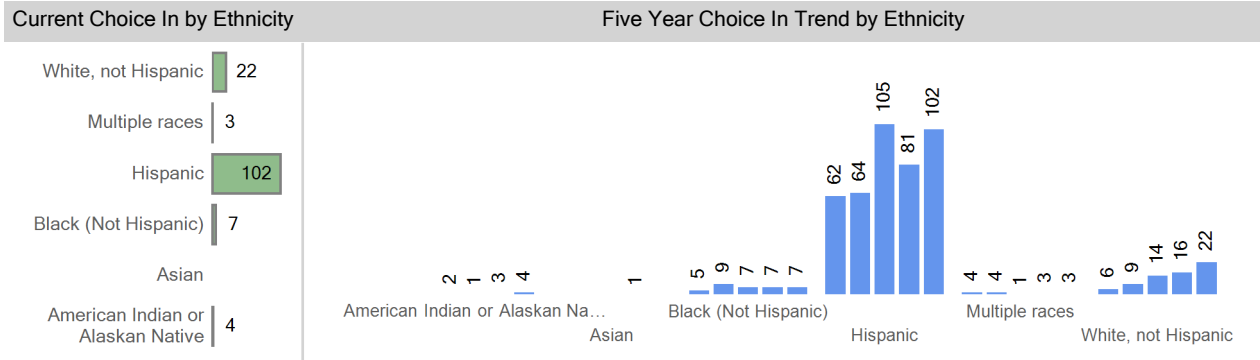 Current Choice In by Ethnicity
Five Year Choice In Trend by Ethnicity
White, not Hispanic 22
Multiple races 3
Hispanic 102
Black (Not Hispanic) 7
Asian
American Indian or
Alaskan Native 4
2 1 3 4
1
5 9 7 7 7
62 64 105 81 102
4 4 1 3 3
6 9 14 16 22
American Indian or Alaskan Na…
Asian
Black (Not Hispanic)
Hispanic
Multiple races
White, not Hispanic